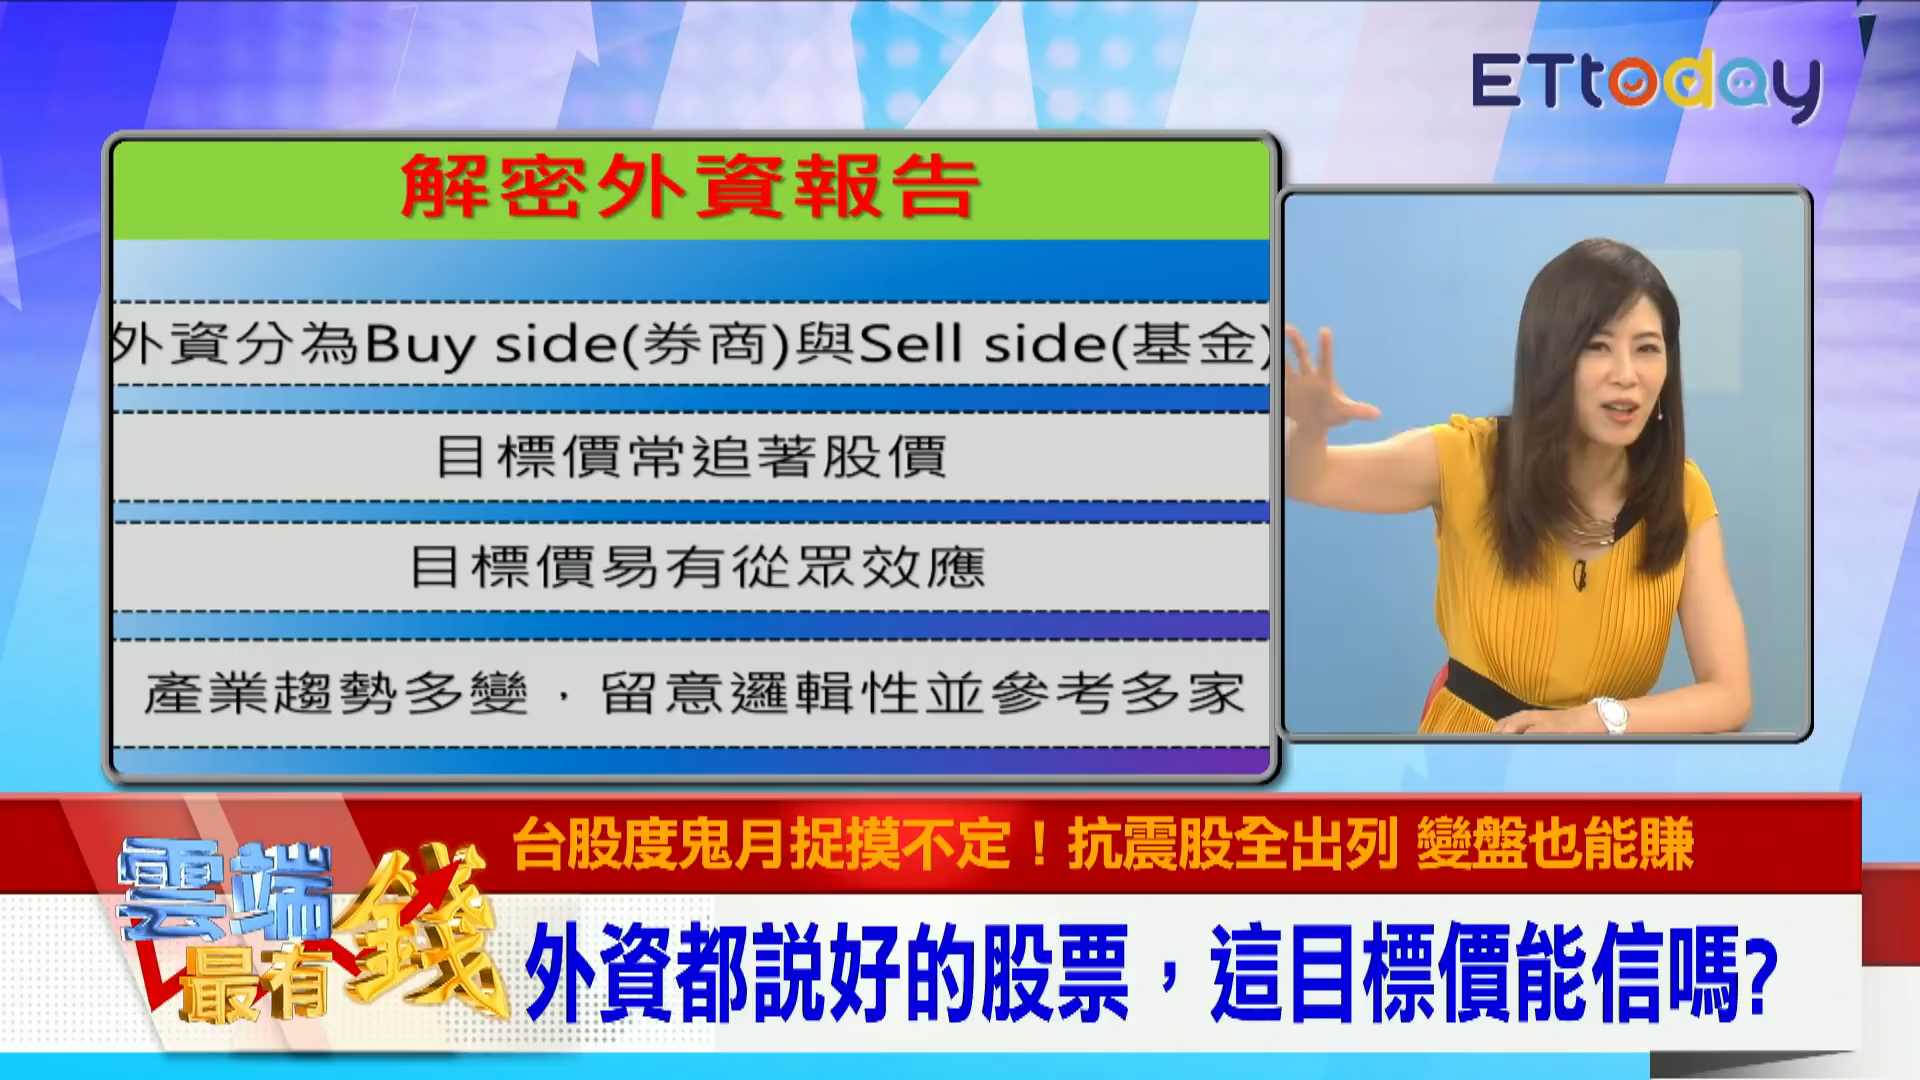 ETtoday
解密外資報告
外資分為Buy side(券商)與Sell side(基金)
目標價常追著股價
目標價易有從眾效應
產業趨勢多變，留意邏輯性並參考多家
台股度鬼月捉摸不定！抗震股全出列 變盤也能賺
雲端最有錢
外資都說好的股票，這目標價能信嗎?